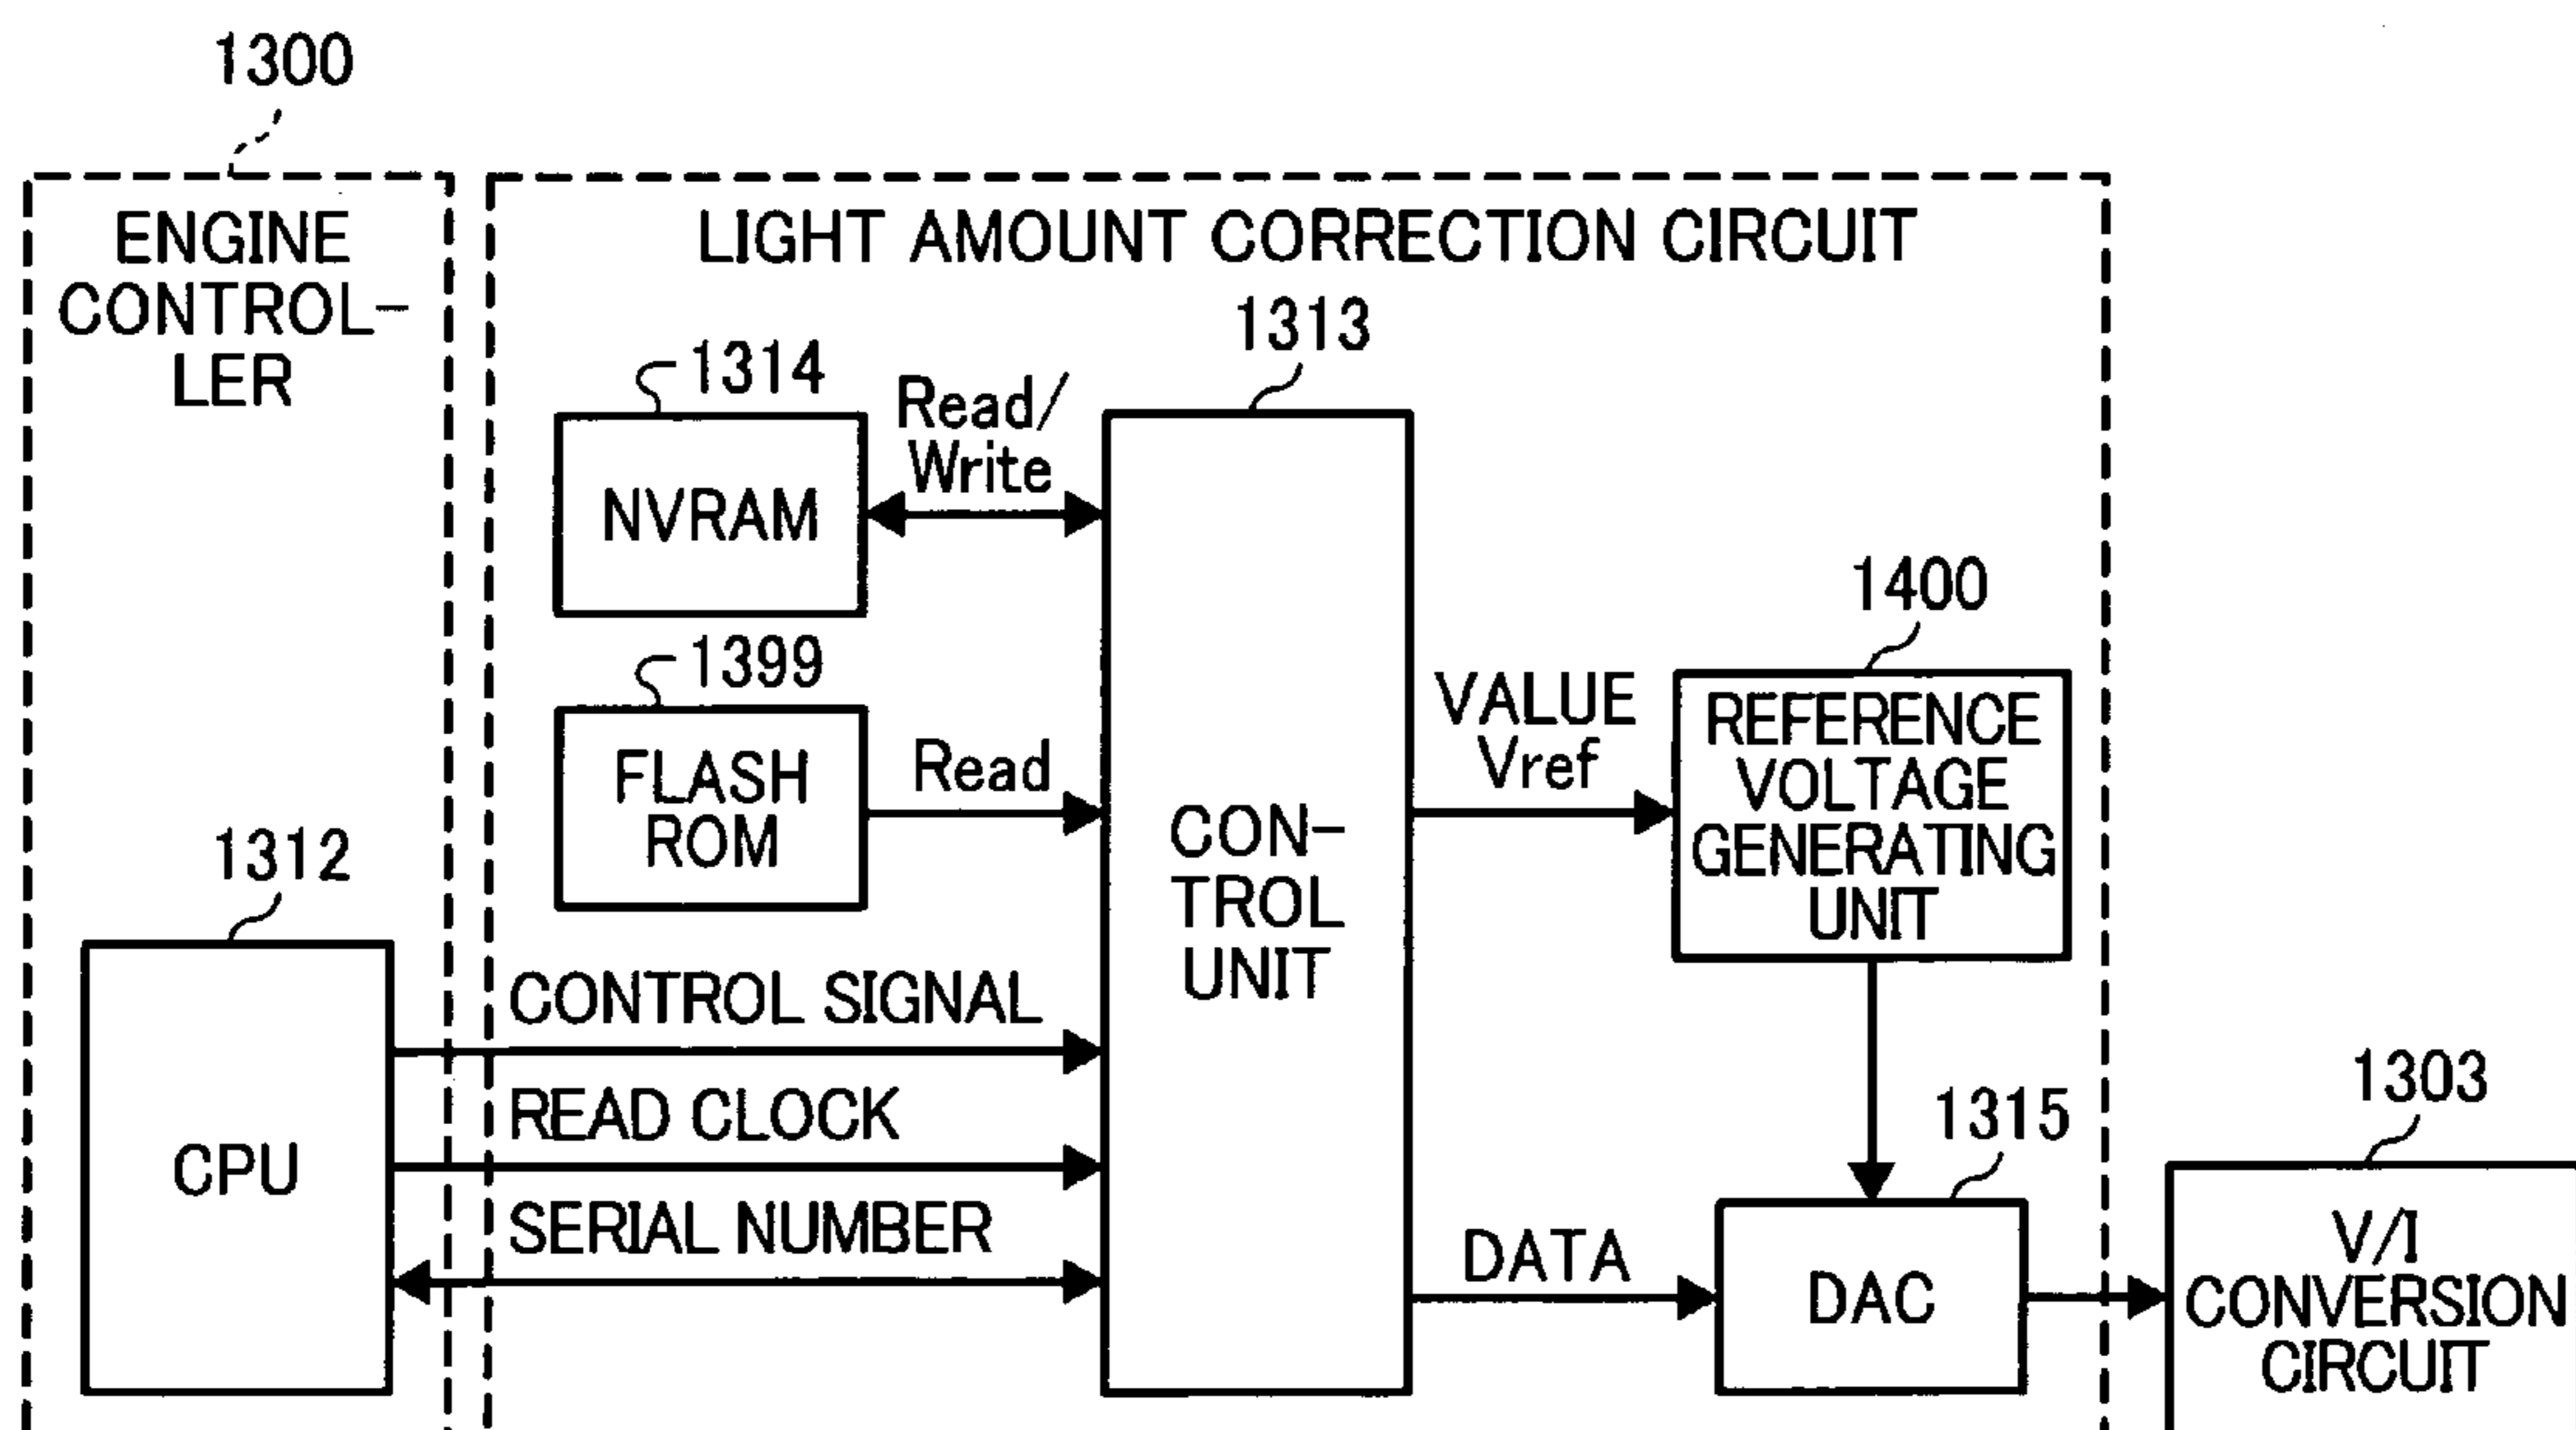 1300
ENGINE
CONTROL-
LER
LIGHT AMOUNT CORRECTION CIRCUIT
1314
NVRAM
Read/
Write
1313
1399
FLASH
ROM
Read
CON-
TROL
UNIT
VALUE
Vref
1400
REFERENCE
VOLTAGE
GENERATING
UNIT
1312
CPU
CONTROL SIGNAL
READ CLOCK
SERIAL NUMBER
DATA
1315
DAC
1303
V/I
CONVERSION
CIRCUIT